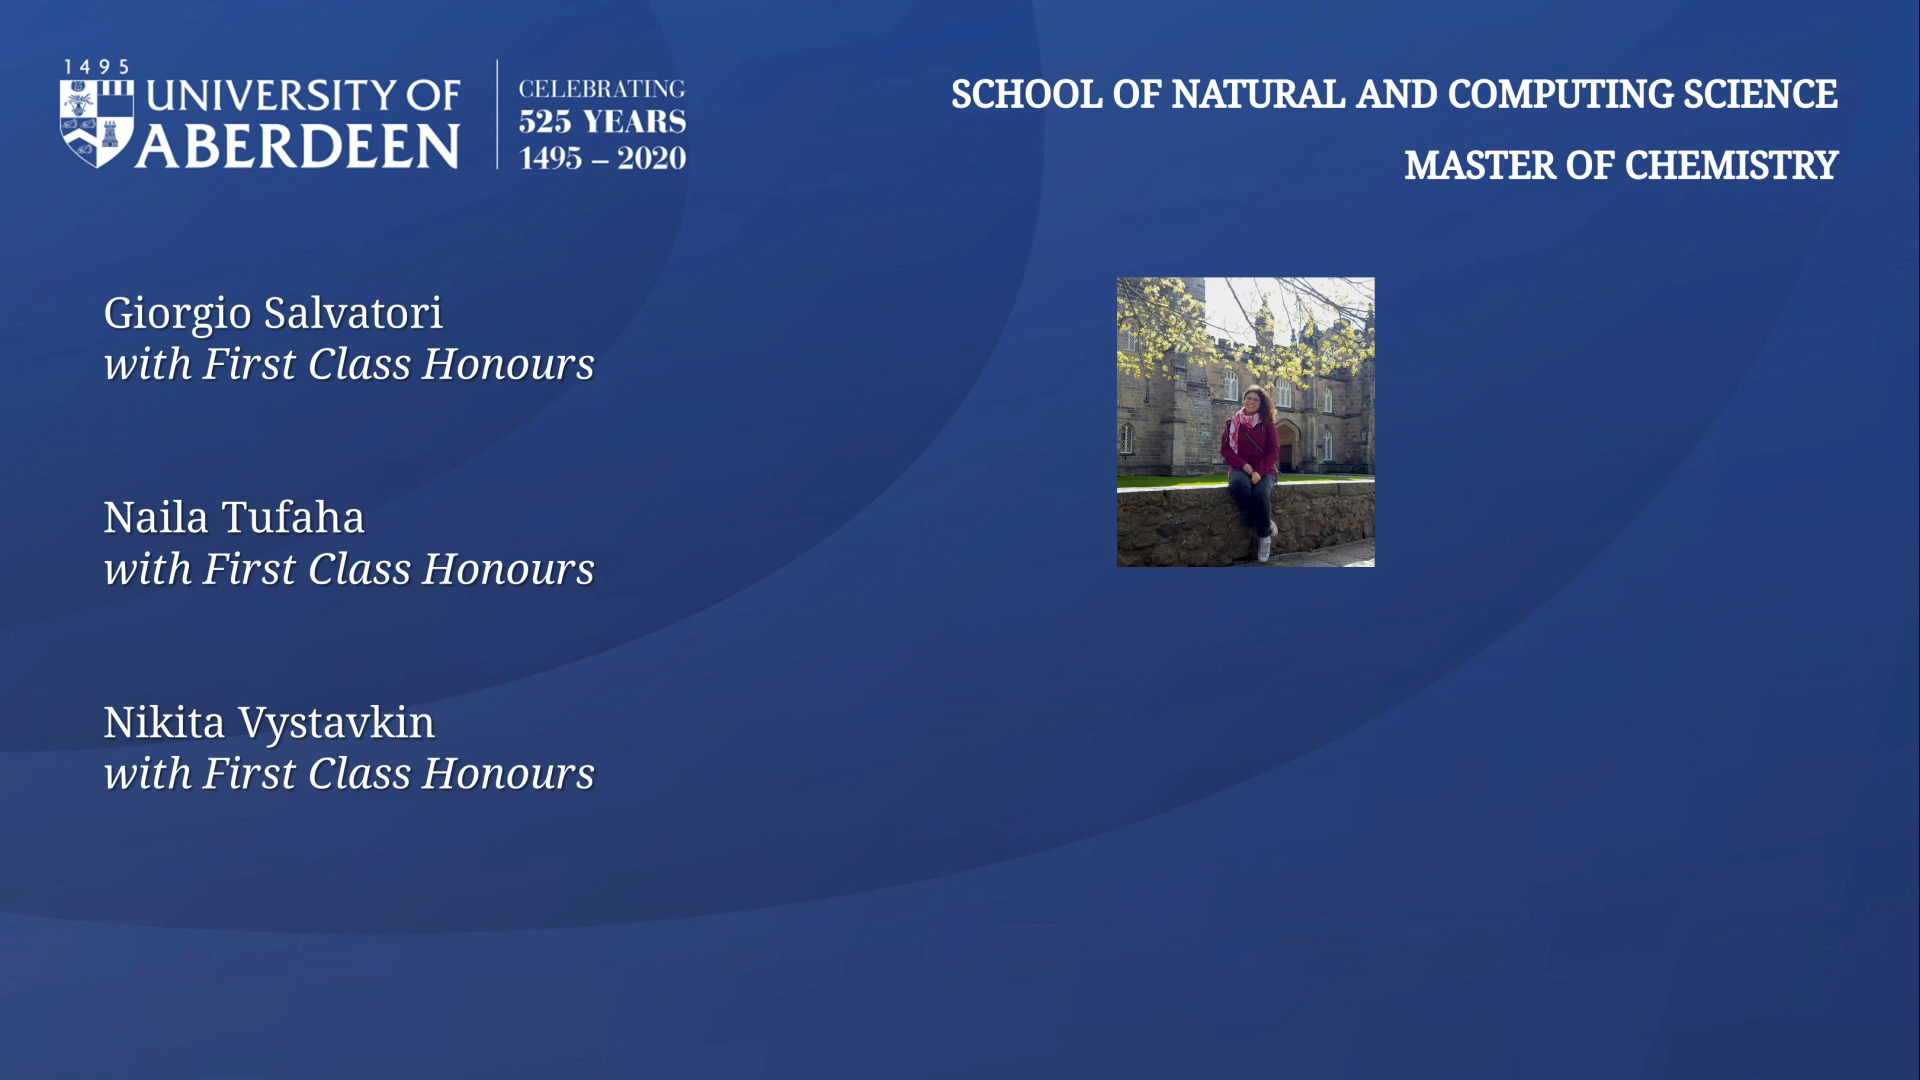 1495
UNIVERSITY OF
ABERDEEN
CELEBRATING
525 YEARS
1495 – 2020
SCHOOL OF NATURAL AND COMPUTING SCIENCE
MASTER OF CHEMISTRY
Giorgio Salvatori
with First Class Honours
Naila Tufaha
with First Class Honours
Nikita Vystavkin
with First Class Honours